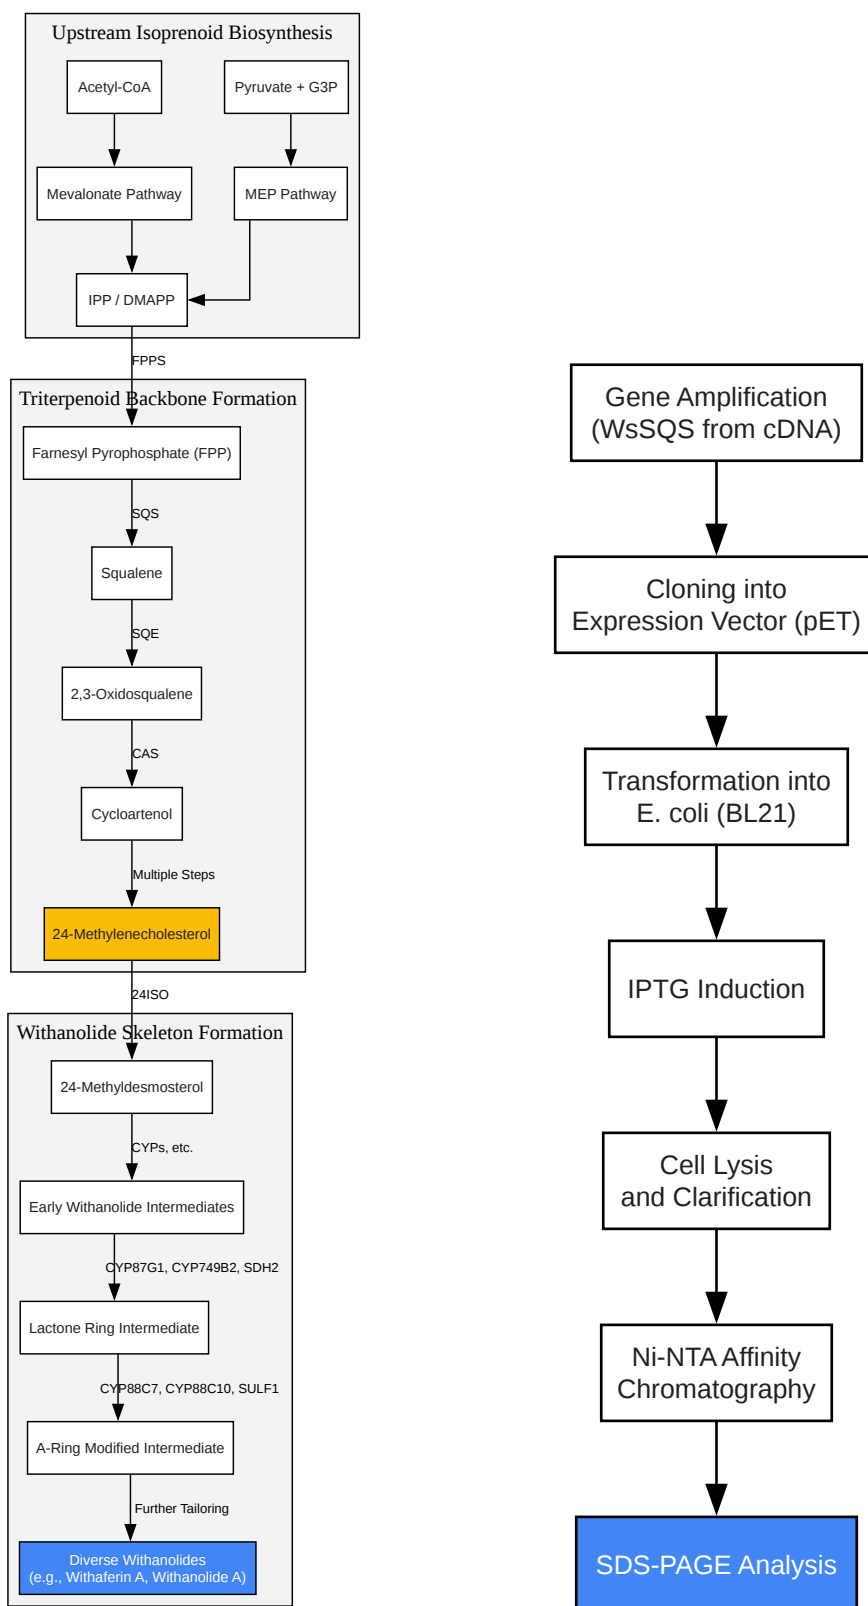 Upstream Isoprenoid Biosynthesis
Acetyl-CoA
Pyruvate + G3P
Mevalonate Pathway
MEP Pathway
IPP / DMAPP
FPPS
Triterpenoid Backbone Formation
Farnesyl Pyrophosphate (FPP)
SQS
Squalene
SQE
2,3-Oxidosqualene
CAS
Cycloartenol
Multiple Steps
24-Methylenecholesterol
24ISO
Withanolide Skeleton Formation
24-Methyldesmosterol
CYPs, etc.
Early Withanolide Intermediates
CYP87G1, CYP749B2, SDH2
Lactone Ring Intermediate
CYP88C7, CYP88C10, SULF1
A-Ring Modified Intermediate
Further Tailoring
Diverse Withanolides
(e.g., Withaferin A, Withanolide A)
Gene Amplification
(WsSQS from cDNA)
Cloning into
Expression Vector (pET)
Transformation into
E. coli (BL21)
IPTG Induction
Cell Lysis
and Clarification
Ni-NTA Affinity
Chromatography
SDS-PAGE Analysis